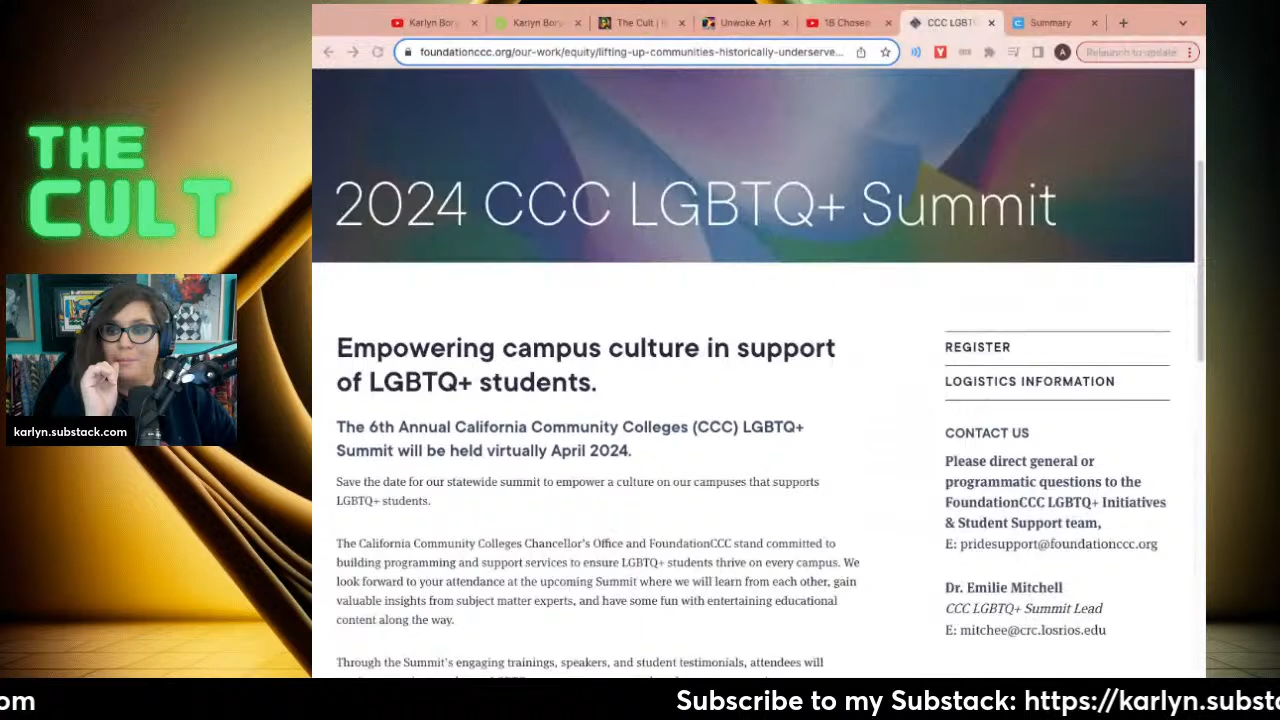 Karlyn Bor
Karlyn Bor
The Cult |
Unwoke Art
18 Chosen
CCC LGBT
Summary
foundationccc.org/our-work/equity/lifting-up-communities-historically-underserve...
A
Relaunch to update
THE
CULT
2024 CCC LGBTQ+ Summit
Empowering campus culture in support
of LGBTQ+ students.
The 6th Annual California Community Colleges (CCC) LGBTQ+
Summit will be held virtually April 2024.
Save the date for our statewide summit to empower a culture on our campuses that supports
LGBTQ+ students.
The California Community Colleges Chancellor's Office and FoundationCCC stand committed to
building programming and support services to ensure LGBTQ+ students thrive on every campus. We
look forward to your attendance at the upcoming Summit where we will learn from each other, gain
valuable insights from subject matter experts, and have some fun with entertaining educational
content along the way.
Through the Summit's engaging trainings, speakers, and student testimonials, attendees will
REGISTER
LOGISTICS INFORMATION
CONTACT US
Please direct general or
programmatic questions to the
FoundationCCC LGBTQ+ Initiatives
& Student Support team,
E: pridesupport@foundationccc.org
Dr. Emilie Mitchell
CCC LGBTQ+ Summit Lead
E: mitchee@crc.losrios.edu
karlyn.substack.com
om
Subscribe to my Substack: https://karlyn.substa